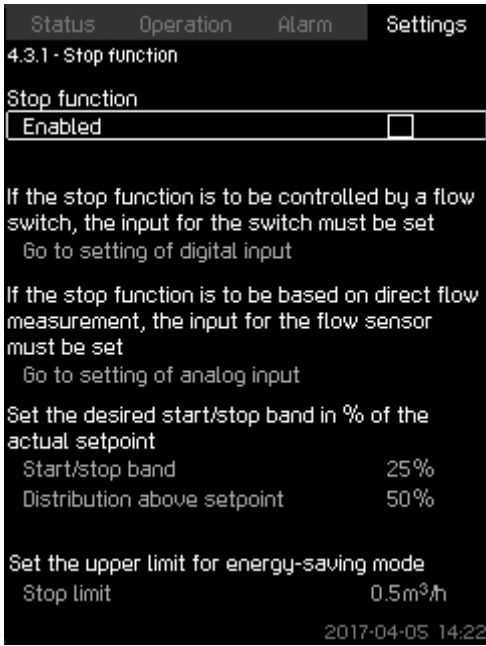 Status Operation Alarm Settings
4.3.1 - Stop function
Stop function
Enabled
If the stop function is to be controlled by a flow
switch, the input for the switch must be set
Go to setting of digital input
If the stop function is to be based on direct flow
measurement, the input for the flow sensor
must be set
Go to setting of analog input
Set the desired start/stop band in % of the
actual setpoint
Start/stop band 25%
Distribution above setpoint 50%
Set the upper limit for energy-saving mode
Stop limit 0.5m³/h
2017-04-05 14:22